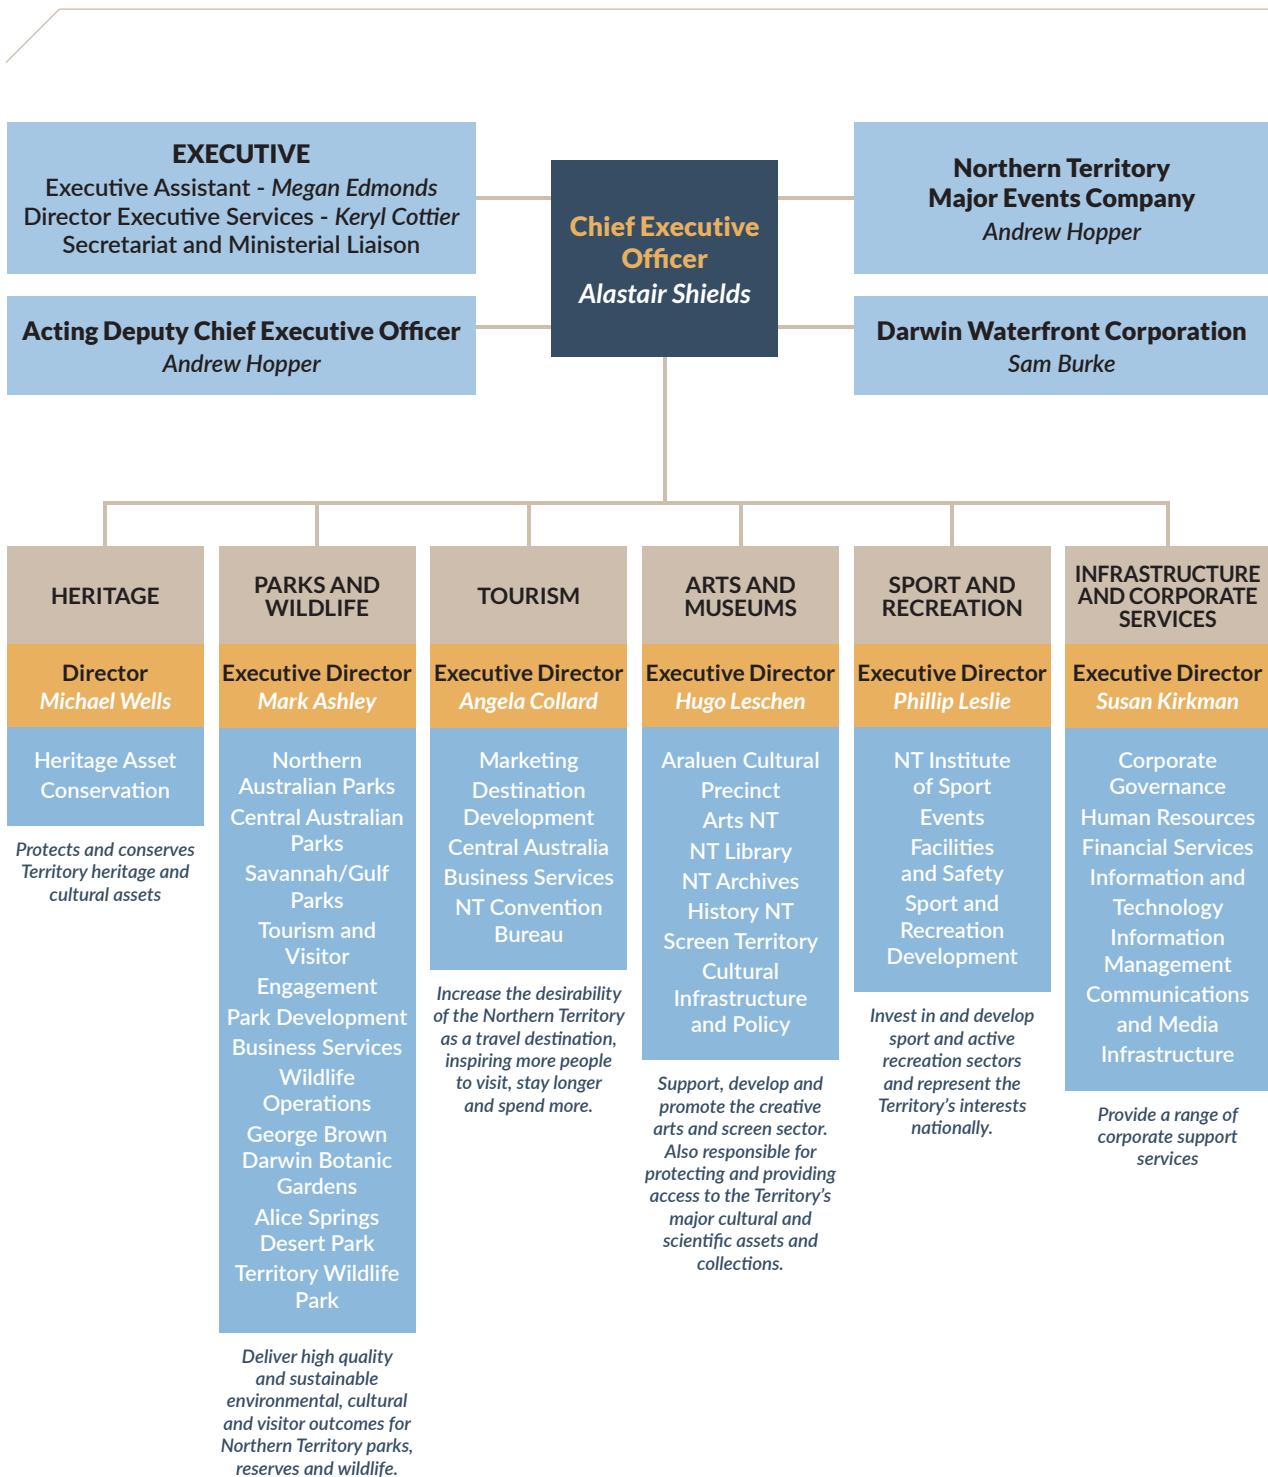 EXECUTIVE
Executive Assistant - Megan Edmonds
Director Executive Services - Keryl Cottier
Secretariat and Ministerial Liaison
Acting Deputy Chief Executive Officer
Andrew Hopper
Chief Executive
Officer
Alastair Shields
Northern Territory
Major Events Company
Andrew Hopper
Darwin Waterfront Corporation
Sam Burke
HERITAGE
Director
Michael Wells
Heritage Asset
Conservation
Protects and conserves
Territory heritage and
cultural assets
PARKS AND
WILDLIFE
Executive Director
Mark Ashley
Northern
Australian Parks
Central Australian
Parks
Savannah/Gulf
Parks
Tourism and
Visitor
Engagement
Park Development
Business Services
Wildlife
Operations
George Brown
Darwin Botanic
Gardens
Alice Springs
Desert Park
Territory Wildlife
Park
Deliver high quality
and sustainable
environmental, cultural
and visitor outcomes for
Northern Territory parks,
reserves and wildlife.
TOURISM
Executive Director
Angela Collard
Marketing
Destination
Development
Central Australia
Business Services
NT Convention
Bureau
Increase the desirability
of the Northern Territory
as a travel destination,
inspiring more people
to visit, stay longer
and spend more.
ARTS AND
MUSEUMS
Executive Director
Hugo Leschen
Araluen Cultural
Precinct
Arts NT
NT Library
NT Archives
History NT
Screen Territory
Cultural
Infrastructure
and Policy
Support, develop and
promote the creative
arts and screen sector.
Also responsible for
protecting and providing
access to the Territory's
major cultural and
scientific assets and
collections.
SPORT AND
RECREATION
Executive Director
Phillip Leslie
NT Institute
of Sport
Events
Facilities
and Safety
Sport and
Recreation
Development
Invest in and develop
sport and active
recreation sectors
and represent the
Territory's interests
nationally.
INFRASTRUCTURE
AND CORPORATE
SERVICES
Executive Director
Susan Kirkman
Corporate
Governance
Human Resources
Financial Services
Information and
Technology
Information
Management
Communications
and Media
Infrastructure
Provide a range of
corporate support
services